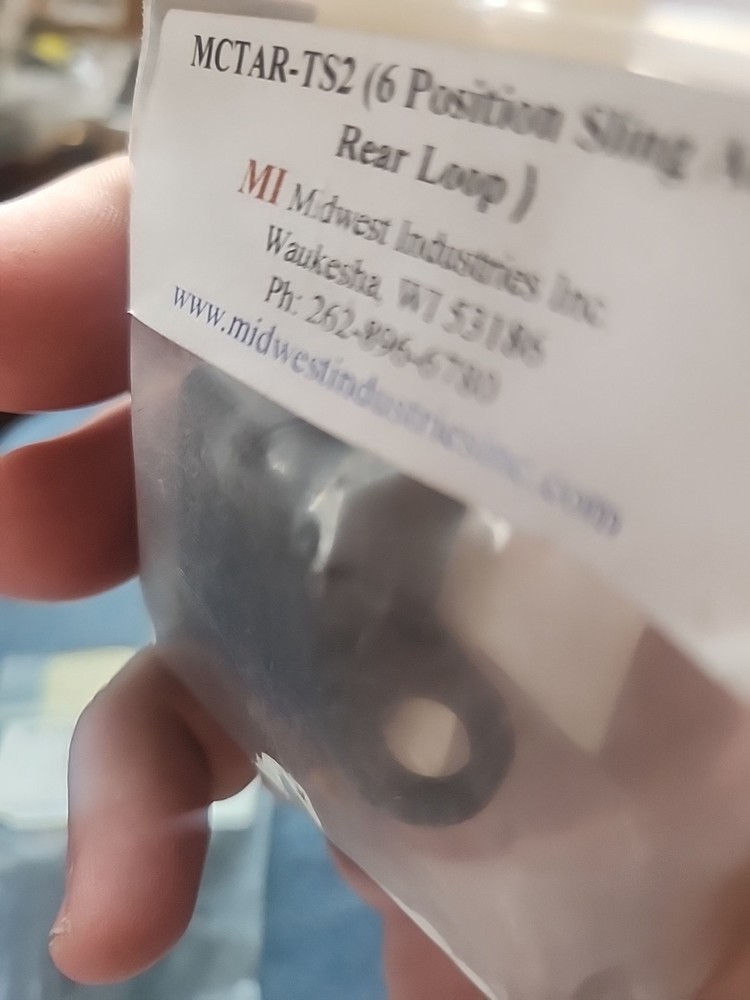 MCTAR-TS2 (6 Position Sling
Rear Loop )
MI Midwest Industries Inc
Waukesha, WI 53186
Ph: 262-896-6780
www.midwestindustriesinc.com